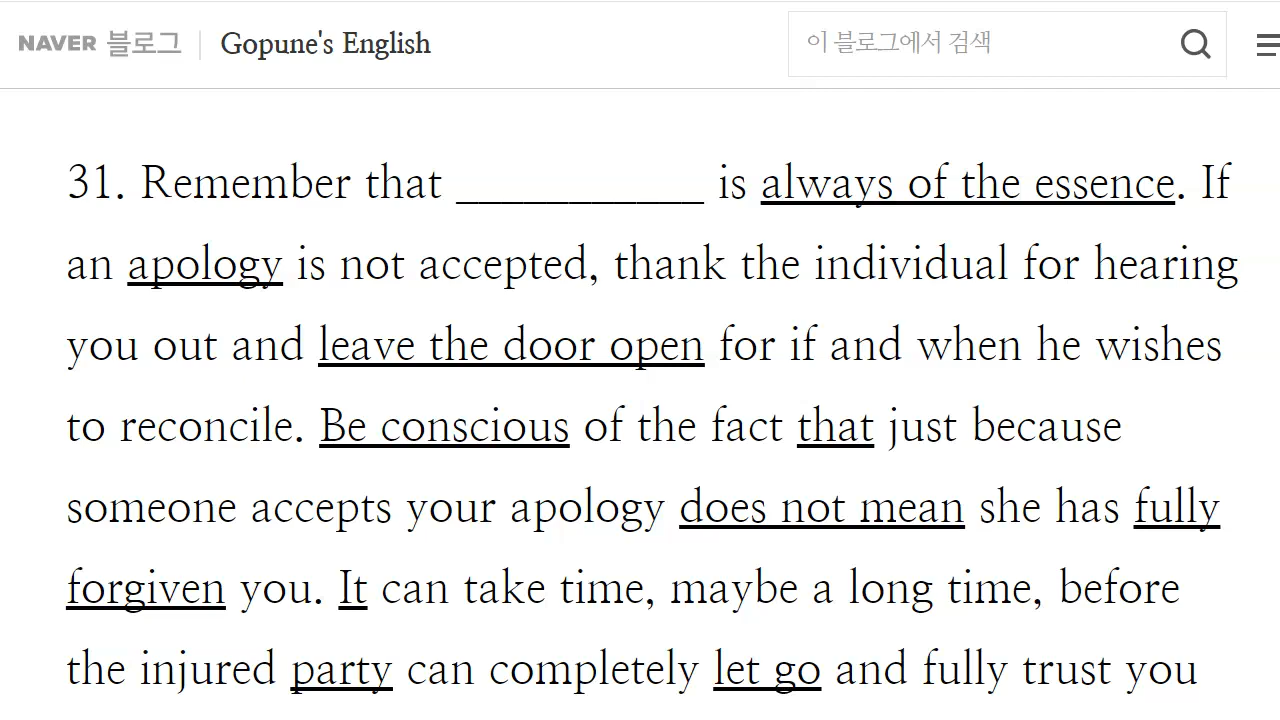 NAVER 블로그 Gopune's English 이 블로그에서 검색
31. Remember that ___________ is always of the essence. If
an apology is not accepted, thank the individual for hearing
you out and leave the door open for if and when he wishes
to reconcile. Be conscious of the fact that just because
someone accepts your apology does not mean she has fully
forgiven you. It can take time, maybe a long time, before
the injured party can completely let go and fully trust you